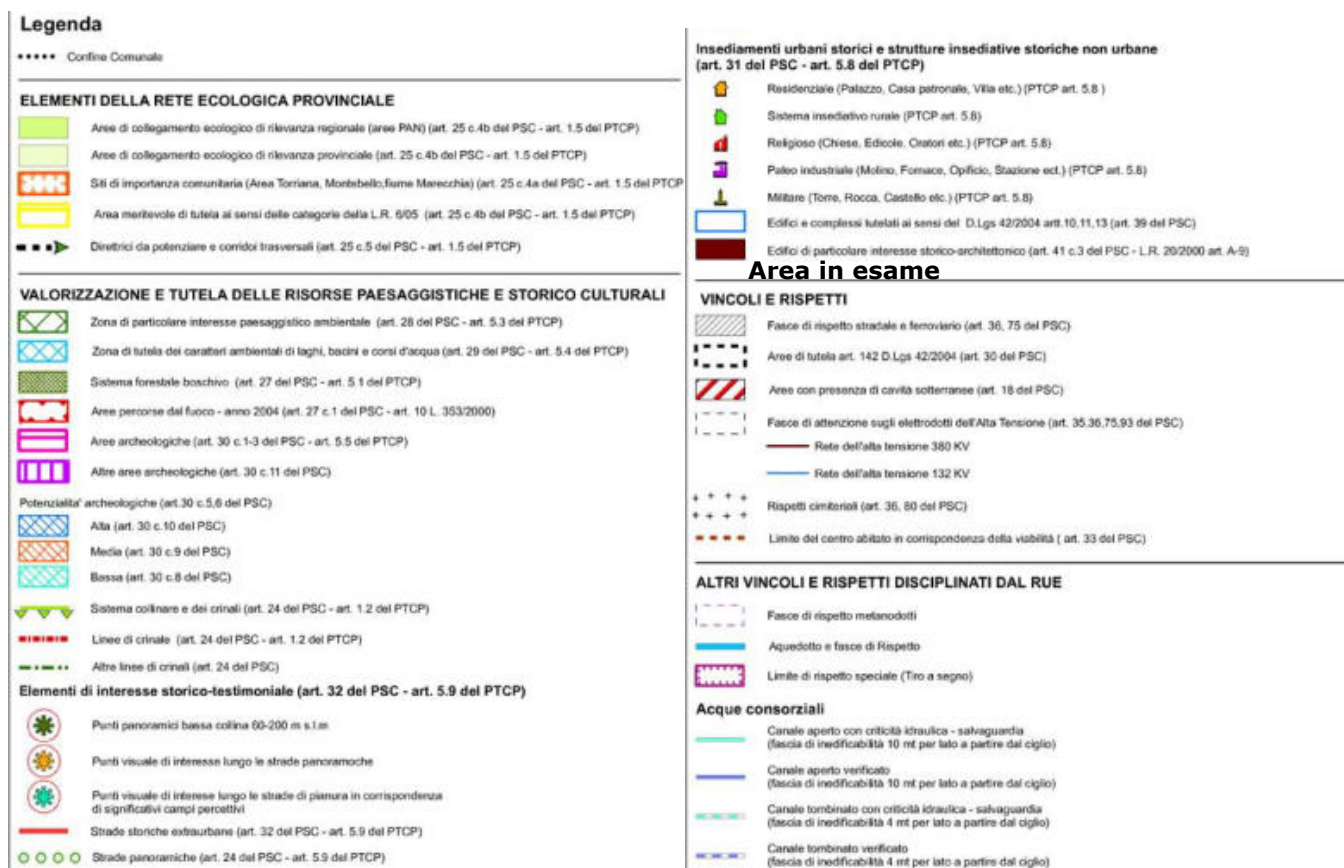 Legenda
Confine Comunale
ELEMENTI DELLA RETE ECOLOGICA PROVINCIALE
Aree di collegamento ecologico di rilevanza regionale (aree PAN) (art. 25 c.4b del PSC - art. 1.5 del PTCP)
Aree di collegamento ecologico di rilevanza provinciale (art. 25 c.4b del PSC - art. 1.5 del PTCP)
Siti di importanza comunitaria (Area Torriana, Montebello,fiume Marecchia) (art. 25 c.4a del PSC - art. 1.5 del PTCP
Area meritevole di tutela ai sensi delle categorie della L.R. 6/05 (art. 25 c.4b del PSC - art. 1.5 del PTCP)
Direttrici da potenziare e corridoi trasversali (art. 25 c.5 del PSC - art. 1.5 del PTCP)
VALORIZZAZIONE E TUTELA DELLE RISORSE PAESAGGISTICHE E STORICO CULTURALI
Zona di particolare interesse paesaggistico ambientale (art. 28 del PSC - art. 5.3 del PTCP)
Zona di tutela dei caratteri ambientali di laghi, bacini e corsi d'acqua (art. 29 del PSC - art. 5.4 del PTCP)
Sistema forestale boschivo (art. 27 del PSC - art. 5.1 del PTCP)
Aree percorse dal fuoco - anno 2004 (art. 27 c.1 del PSC - art. 10 L. 353/2000)
Aree archeologiche (art. 30 c.1-3 del PSC - art. 5.5 del PTCP)
Altre aree archeologiche (art. 30 c.11 del PSC)
Potenzialita' archeologiche (art.30 c.5,6 del PSC)
Alta (art. 30 c.10 del PSC)
Media (art. 30 c.9 del PSC)
Bassa (art. 30 c.8 del PSC)
Sistema collinare e dei crinali (art. 24 del PSC - art. 1.2 del PTCP)
Linee di crinale (art. 24 del PSC - art. 1.2 del PTCP)
Altre linee di crinali (art. 24 del PSC)
Elementi di interesse storico-testimoniale (art. 32 del PSC - art. 5.9 del PTCP)
Punti panoramici bassa collina 60-200 m s.l.m
Punti visuale di interesse lungo le strade panoramoche
Punti visuale di interesse lungo le strade di pianura in corrispondenza
di significativi campi percettivi
Strade storiche extraurbane (art. 32 del PSC - art. 5.9 del PTCP)
Strade panoramiche (art. 24 del PSC - art. 5.9 del PTCP)
Insediamenti urbani storici e strutture insediative storiche non urbane
(art. 31 del PSC - art. 5.8 del PTCP)
Residenziale (Palazzo, Casa patronale, Villa etc.) (PTCP art. 5.8 )
Sistema insediativo rurale (PTCP art. 5.8)
Religioso (Chiese, Edicole, Oratori etc.) (PTCP art. 5.8)
Paleo industriale (Molino, Fornace, Opificio, Stazione ect.) (PTCP art. 5.8)
Militare (Torre, Rocca, Castello etc.) (PTCP art. 5.8)
Edifici e complessi tutelati ai sensi del D.Lgs 42/2004 artt.10,11,13 (art. 39 del PSC)
Edifici di particolare interesse storico-architettonico (art. 41 c.3 del PSC - L.R. 20/2000 art. A-9)
Area in esame
VINCOLI E RISPETTI
Fasce di rispetto stradale e ferroviario (art. 36, 75 del PSC)
Aree di tutela art. 142 D.Lgs 42/2004 (art. 30 del PSC)
Aree con presenza di cavità sotterranee (art. 18 del PSC)
Fasce di attenzione sugli elettrodotti dell'Alta Tensione (art. 35,36,75,93 del PSC)
Rete dell'alta tensione 380 KV
Rete dell'alta tensione 132 KV
Rispetti cimiteriali (art. 36, 80 del PSC)
Limite del centro abitato in corrispondenza della viabilità ( art. 33 del PSC)
ALTRI VINCOLI E RISPETTI DISCIPLINATI DAL RUE
Fasce di rispetto metanodotti
Aquedotto e fasce di Rispetto
Limite di rispetto speciale (Tiro a segno)
Acque consorziali
Canale aperto con criticità idraulica - salvaguardia
(fascia di inedificabilità 10 mt per lato a partire dal ciglio)
Canale aperto verificato
(fascia di inedificabilità 10 mt per lato a partire dal ciglio)
Canale tombinato con criticità idraulica - salvaguardia
(fascia di inedificabilità 4 mt per lato a partire dal ciglio)
Canale tombinato verificato
(fascia di inedificabilità 4 mt per lato a partire dal ciglio)